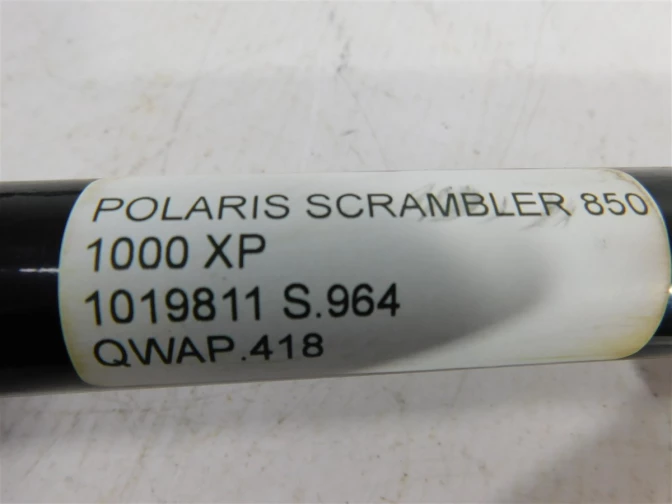 POLARIS SCRAMBLER 850
1000 XP
1019811 S.964
QWAP.418